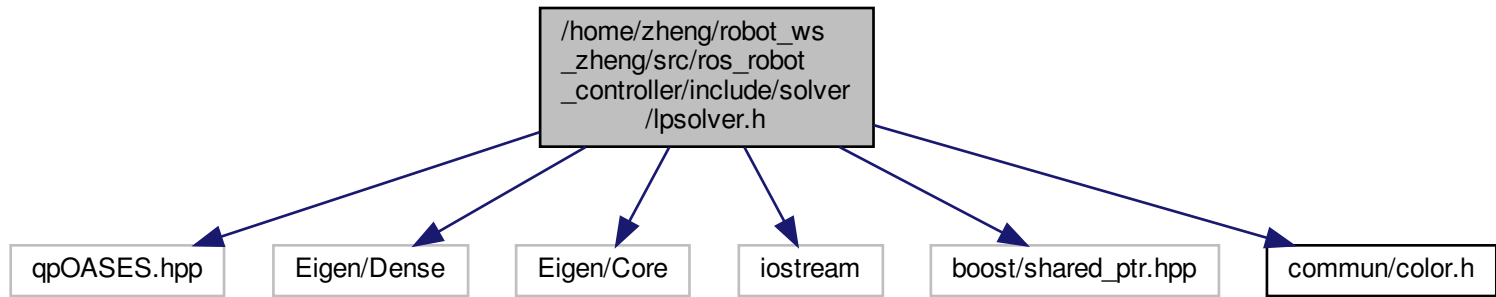 /home/zheng/robot_ws
_zheng/src/ros_robot
_controller/include/solver
/lpsolver.h
qpOASES.hpp
Eigen/Dense
Eigen/Core
iostream
boost/shared_ptr.hpp
commun/color.h